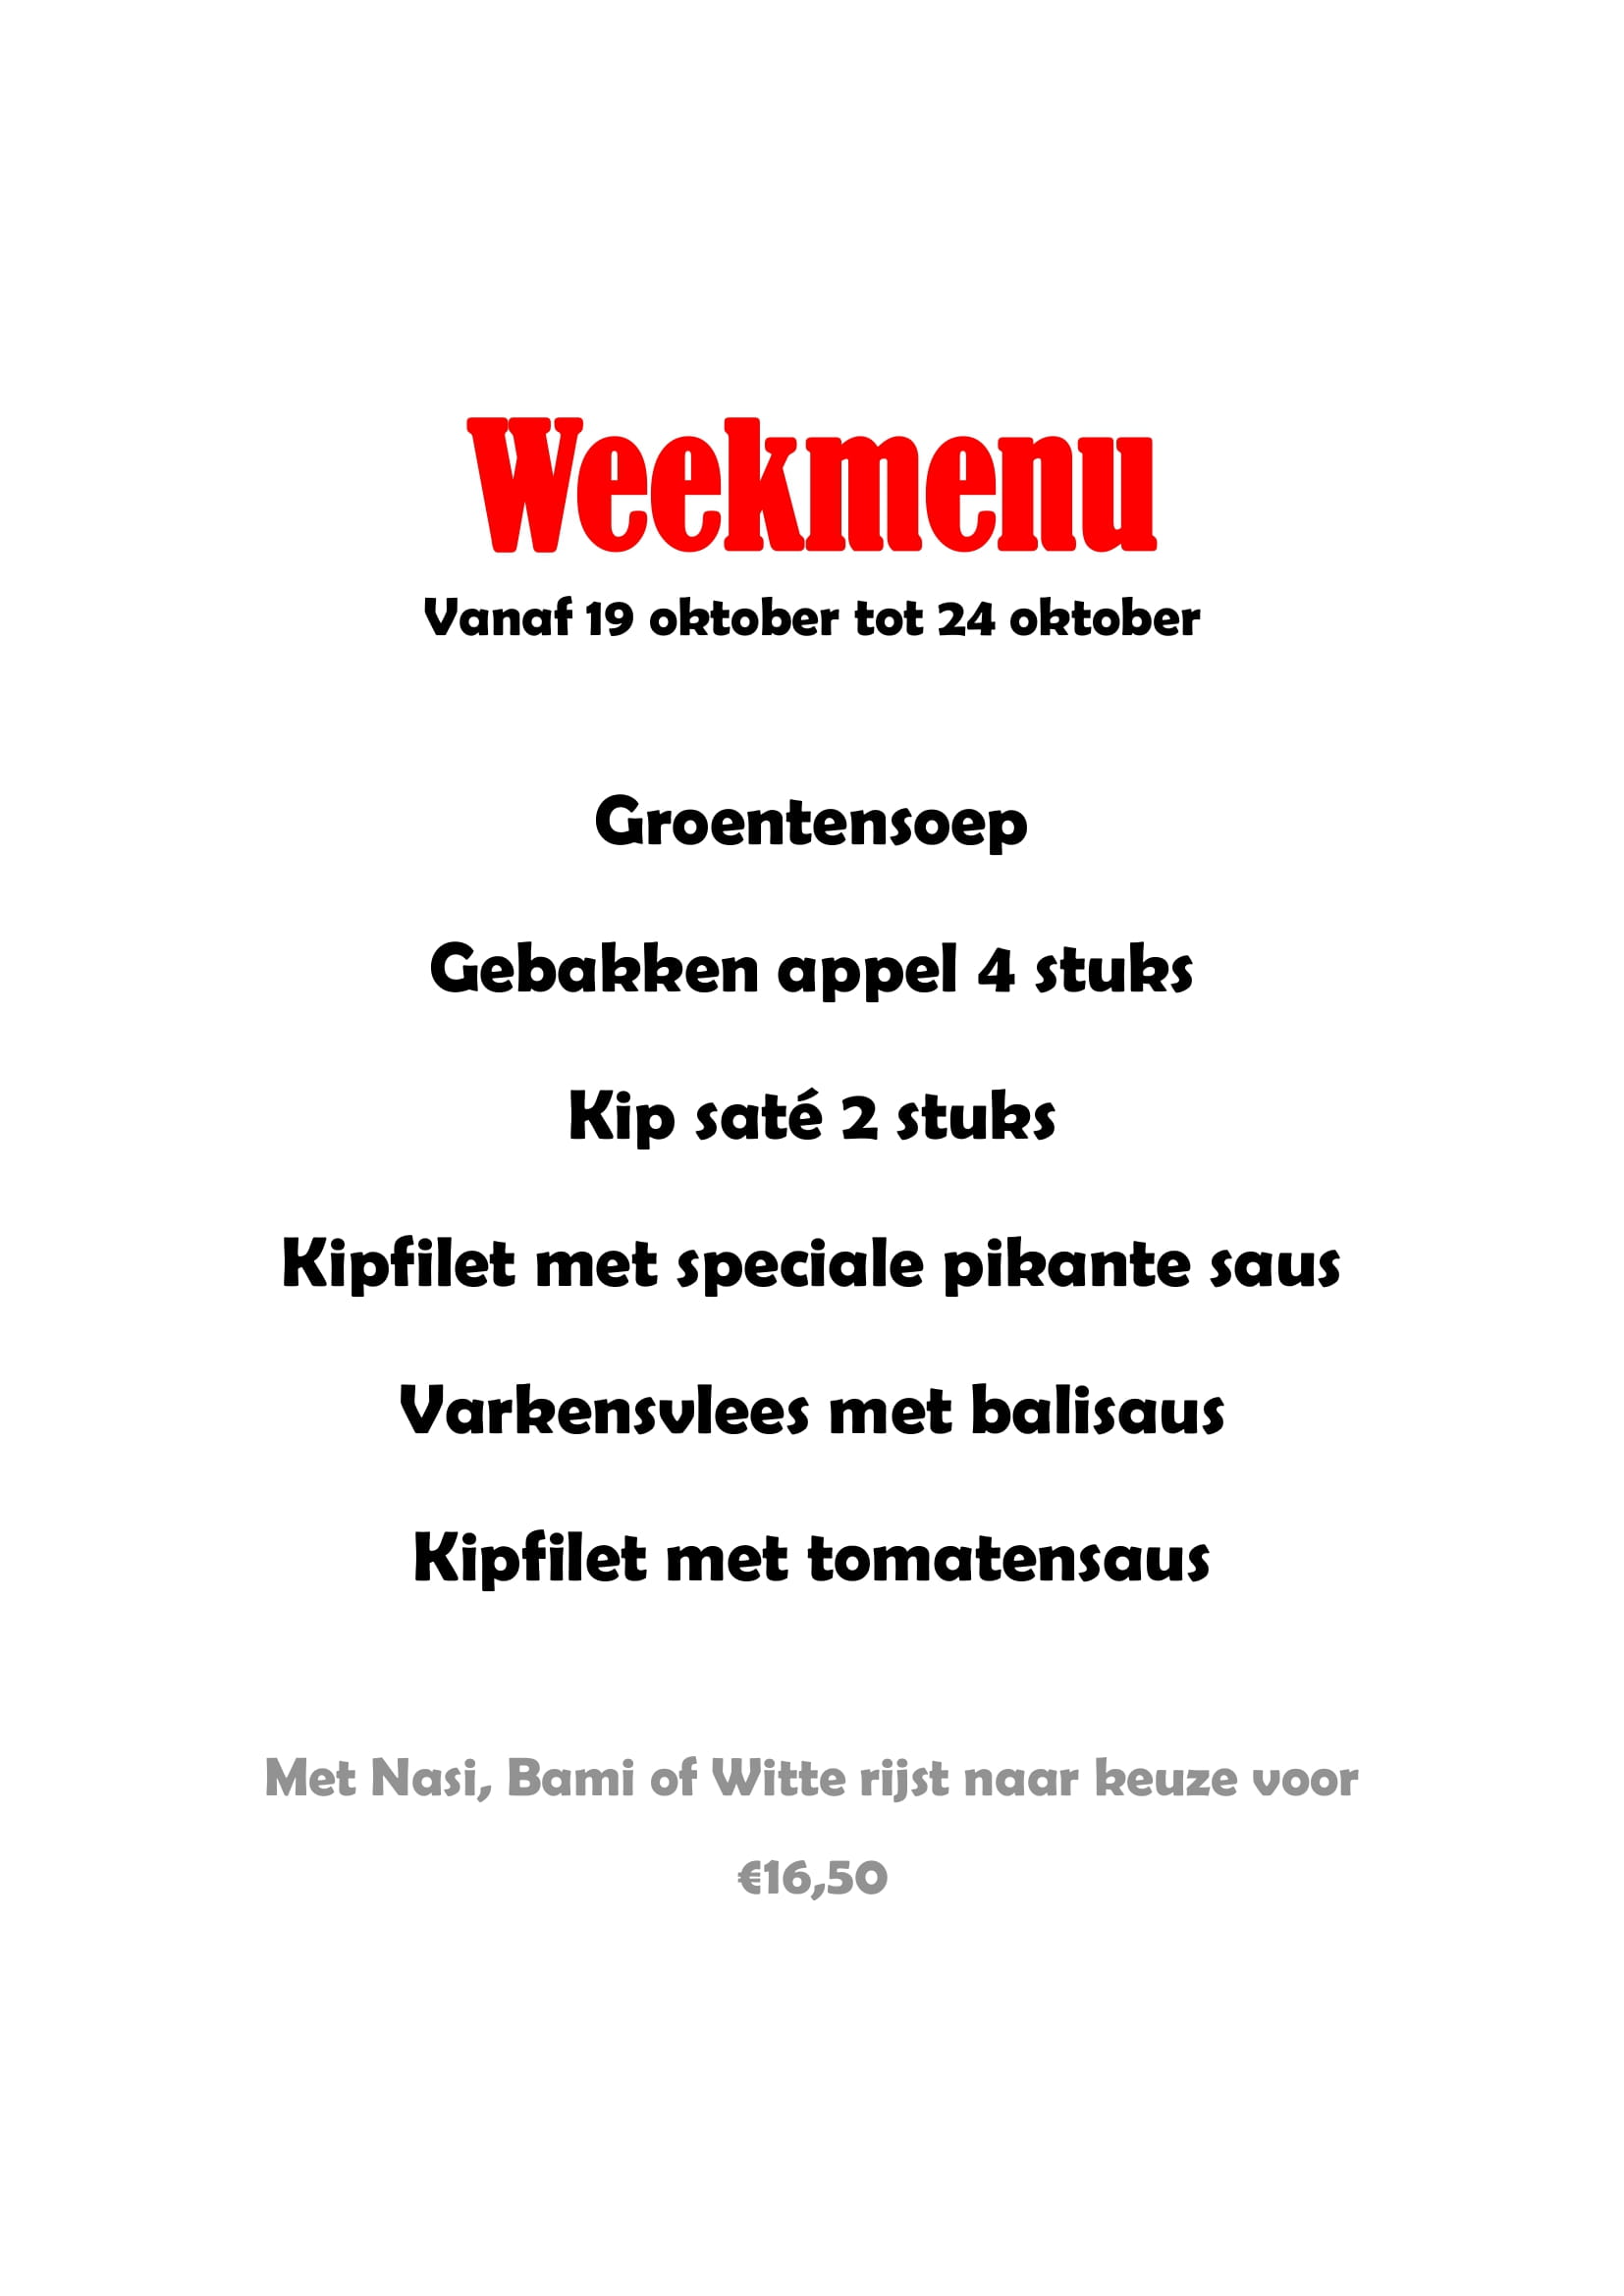 Weekmenu
Vanaf 19 oktober tot 24 oktober
Groentensoep
Gebakken appel 4 stuks
Kip saté 2 stuks
Kipfilet met speciale pikante saus
Varkensvlees met balisaus
Kipfilet met tomatensaus
Met Nasi, Bami of Witte rijst naar keuze voor
€16,50